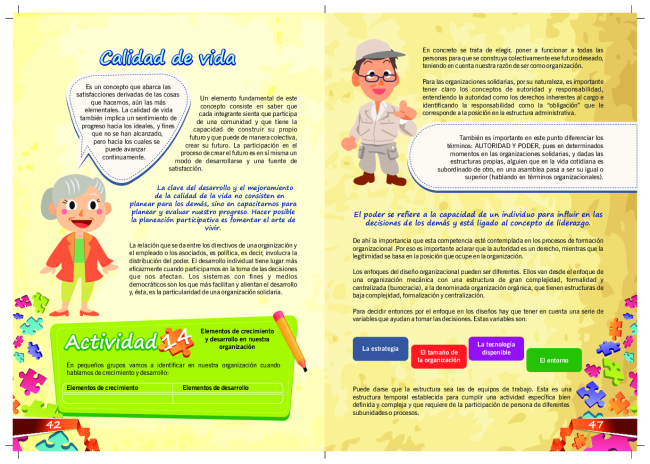 Calidad de vida
Es un concepto que abarca las
satisfacciones derivadas de las cosas
que hacemos, aún las más
elementales. La calidad de vida
también implica un sentimiento de
progreso hacia los ideales, y fines
que no se han alcanzado,
pero hacia los cuales se
puede avanzar
continuamente.
Un elemento fundamental de este
concepto consiste en saber que
cada integrante sienta que participa
de una comunidad y que tiene la
capacidad de construir su propio
futuro y que puede de manera colectiva,
crear su futuro. La participación en el
proceso de crear el futuro es en sí misma un
modo de desarrollarse y una fuente de
satisfacción.
La clave del desarrollo y el mejoramiento
de la calidad de la vida no consisten en
planear para los demás, sino en capacitarnos para
planear y evaluar nuestro progreso. Hacer posible
la planeación participativa es fomentar el arte de
vivir.
La relación que se da entre los directivos de una organización y
el empleado o los asociados, es política, es decir, involucra la
distribución del poder. El desarrollo individual tiene lugar más
eficazmente cuando participamos en la toma de las decisiones
que nos afectan. Los sistemas con fines y medios
democráticos son los que más facilitan y alientan el desarrollo
y, ésta, es la particularidad de una organización solidaria.
Actividad 14
Elementos de crecimiento
y desarrollo en nuestra
organización
En pequeños grupos vamos a identificar en nuestra organización cuando
hablamos de crecimiento y desarrollo:
Elementos de crecimiento Elementos de desarrollo
42
En concreto se trata de elegir, poner a funcionar a todas las
personas para que se construya colectivamente ese futuro deseado,
teniendo en cuenta nuestra razón de ser como organización.
Para las organizaciones solidarias, por su naturaleza, es importante
tener claro los conceptos de autoridad y responsabilidad,
entendiendo la autoridad como los derechos inherentes al cargo e
identificando la responsabilidad como la "obligación" que le
corresponde a la posición en la estructura administrativa.
También es importante en este punto diferenciar los
términos: AUTORIDAD Y PODER, pues en determinados
momentos en las organizaciones solidarias, y dadas las
estructuras propias, alguien que en la vida cotidiana es
subordinado de otro, en una asamblea pasa a ser su igual o
superior (hablando en términos organizacionales).
El poder se refiere a la capacidad de un individuo para influir en las
decisiones de los demás y está ligado al concepto de liderazgo.
De ahí la importancia que esta competencia esté contemplada en los procesos de formación
organizacional .Por eso es importante aclarar que la autoridad es un derecho, mientras que la
legitimidad se basa en la posición que ocupe en la organización.
Los enfoques del diseño organizacional pueden ser diferentes. Ellos van desde el enfoque de
una organización mecánica con una estructura de gran complejidad, formalidad y
centralizada (burocracia), a la denominada organización orgánica, que tienen estructuras de
baja complejidad, formalización y centralización.
Para decidir entonces por el enfoque en los diseños hay que tener en cuenta una serie de
variables que ayudan a tomar las decisiones. Estas variables son:
La estrategia
El tamaño de
la organización
La tecnología
disponible
El entorno
Puede darse que la estructura sea las de equipos de trabajo. Esta es una
estructura temporal establecida para cumplir una actividad específica bien
definida y compleja y que requiere de la participación de persona de diferentes
subunidades o procesos.
47